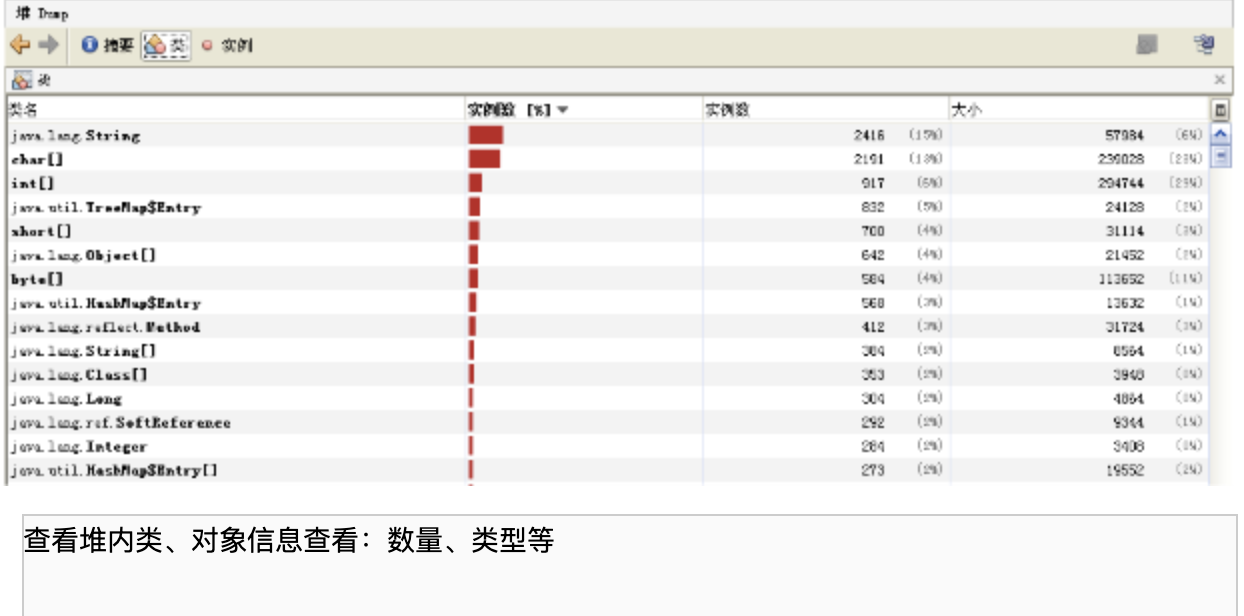 堆 Dump
摘要 类 实例
类
类名 实例数 [%] 实例数 大小
java.lang.String 2416 (15%) 57984 (6%)
char[] 2191 (13%) 239028 (23%)
int[] 917 (6%) 294744 (29%)
java.util.TreeMap$Entry 832 (5%) 24128 (2%)
short[] 700 (4%) 31114 (3%)
java.lang.Object[] 642 (4%) 21452 (2%)
byte[] 584 (4%) 113652 (11%)
java.util.HashMap$Entry 568 (3%) 13632 (1%)
java.lang.reflect.Method 412 (3%) 31724 (3%)
java.lang.String[] 384 (2%) 8564 (1%)
java.lang.Class[] 353 (2%) 3948 (0%)
java.lang.Long 304 (2%) 4864 (0%)
java.lang.ref.SoftReference 292 (2%) 9344 (1%)
java.lang.Integer 284 (2%) 3408 (0%)
java.util.HashMap$Entry[] 273 (2%) 19552 (2%)
查看堆内类、对象信息查看：数量、类型等